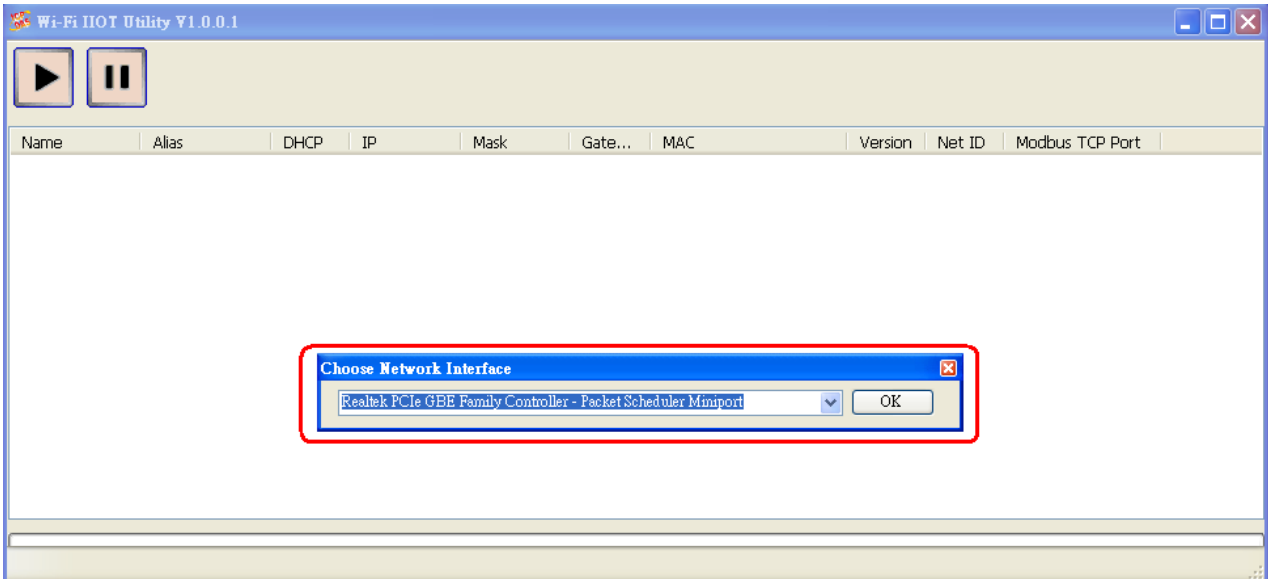 Wi-Fi IIOT Utility V1.0.0.1
Name Alias DHCP IP Mask Gate... MAC Version Net ID Modbus TCP Port
Choose Network Interface
Realtek PCIe GBE Family Controller - Packet Scheduler Miniport OK